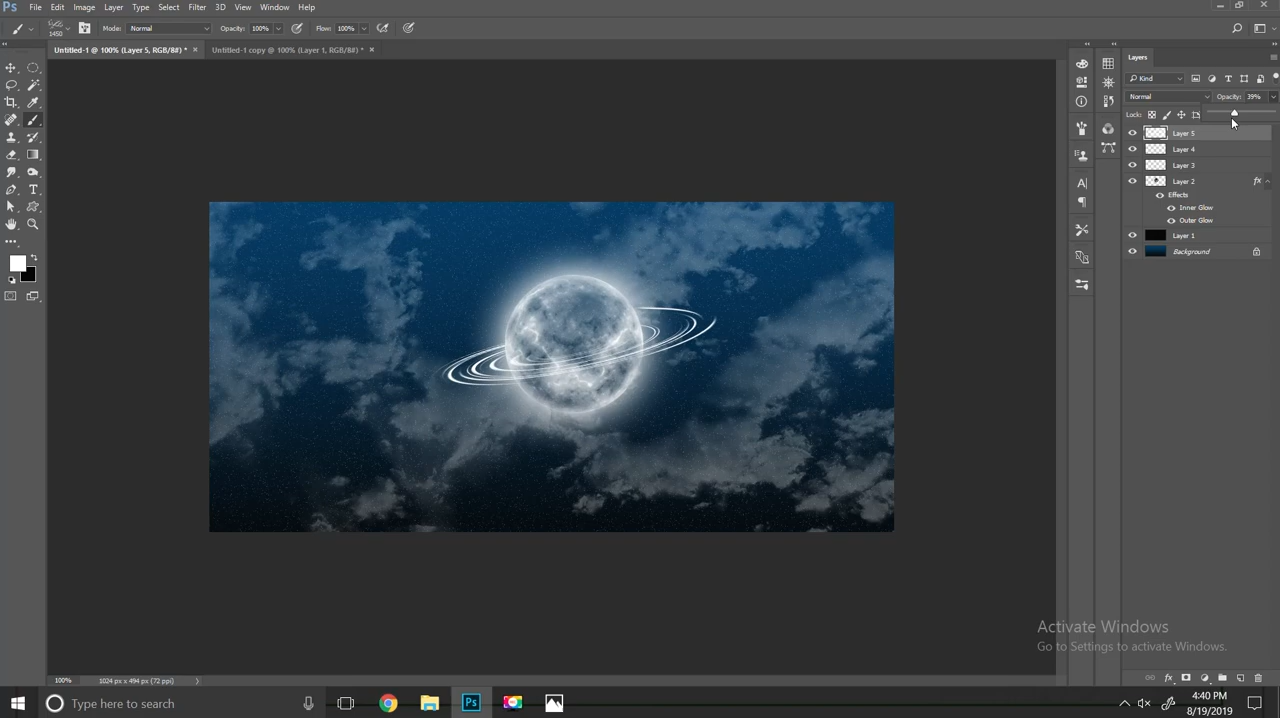 Ps File Edit Image Layer Type Select Filter 3D View Window Help
1450 Mode: Normal Opacity: 100% Flow: 100%
Untitled-1 @ 100% (Layer 5, RGB/8#) * × Untitled-1 copy @ 100% (Layer 1, RGB/8#) * ×
Layers
Kind
Normal Opacity: 39%
Lock:
Layer 5
Layer 4
Layer 3
Layer 2 fx
Effects
Inner Glow
Outer Glow
Layer 1
Background
Activate Windows
Go to Settings to activate Windows.
100% 1024 px x 494 px (72 ppi)
Type here to search
Ps
4:40 PM
8/19/2019